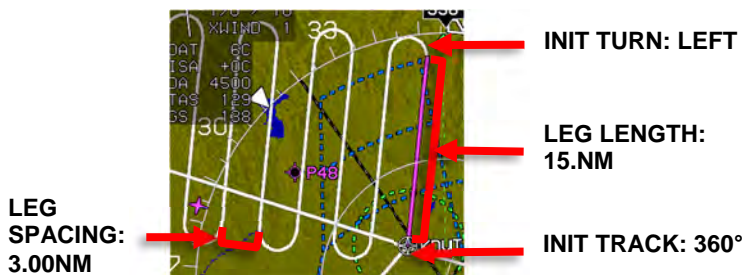 XWIND 1
33
INIT TURN: LEFT
OAT 6C
ISA +0C
DA 4500
TAS 129
GS 188
30
LEG LENGTH:
15.NM
P48
LEG
SPACING:
3.00NM
INIT TRACK: 360°